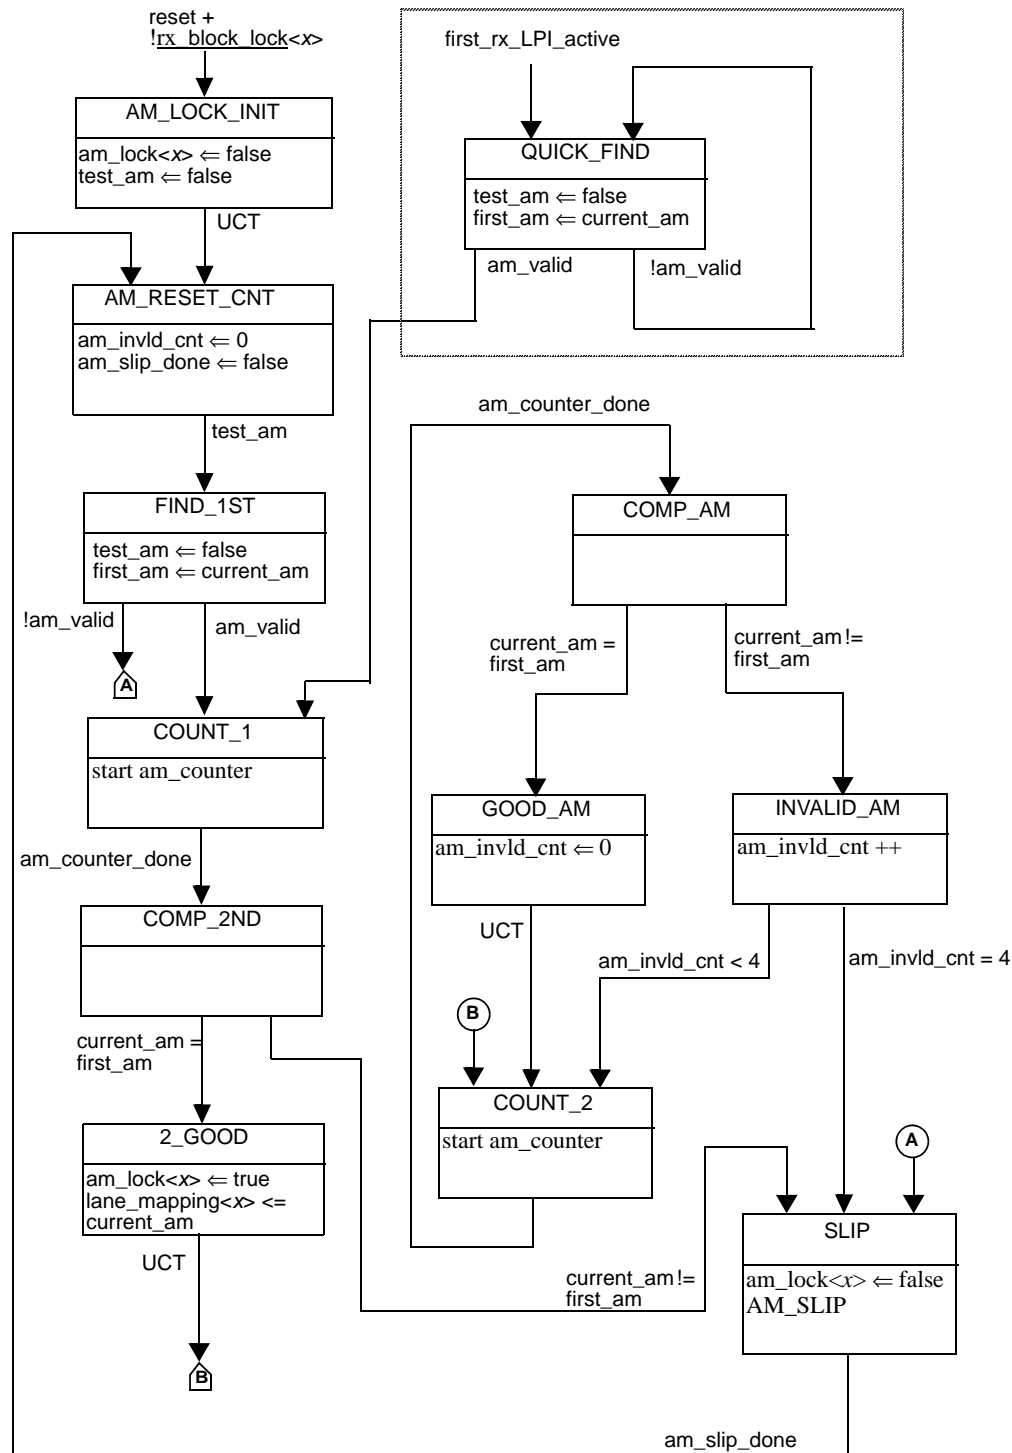 reset +
!rx_block_lock<x>
AM_LOCK_INIT
am_lock<x> ⇐ false
test_am ⇐ false
UCT
AM_RESET_CNT
am_invld_cnt ⇐ 0
am_slip_done ⇐ false
test_am
FIND_1ST
test_am ⇐ false
first_am ⇐ current_am
!am_valid
am_valid
A
COUNT_1
start am_counter
am_counter_done
COMP_2ND
current_am =
first_am
2_GOOD
am_lock<x> ⇐ true
lane_mapping<x> <=
current_am
UCT
B
first_rx_LPI_active
QUICK_FIND
test_am ⇐ false
first_am ⇐ current_am
am_valid
!am_valid
am_counter_done
COMP_AM
current_am =
first_am
current_am !=
first_am
GOOD_AM
am_invld_cnt ⇐ 0
INVALID_AM
am_invld_cnt ++
UCT
am_invld_cnt < 4
am_invld_cnt = 4
B
COUNT_2
start am_counter
A
current_am !=
first_am
SLIP
am_lock<x> ⇐ false
AM_SLIP
am_slip_done